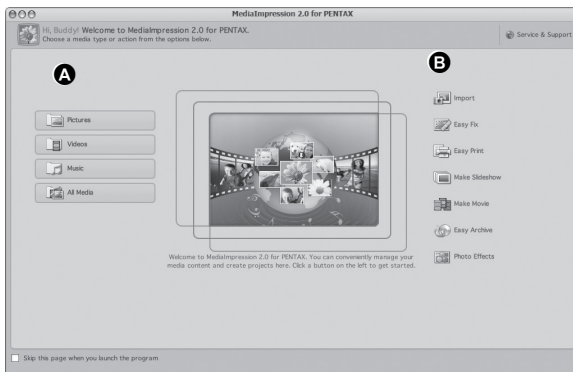 MediaImpression 2.0 for PENTAX
Hi, Buddy! Welcome to MediaImpression 2.0 for PENTAX.
Choose a media type or action from the options below.
Service & Support
A
B
Pictures
Videos
Music
All Media
Import
Easy Fix
Easy Print
Make Slideshow
Make Movie
Easy Archive
Photo Effects
Welcome to MediaImpression 2.0 for PENTAX. You can conveniently manage your
media content and create projects here. Click a button on the left to get started.
Skip this page when you launch the program